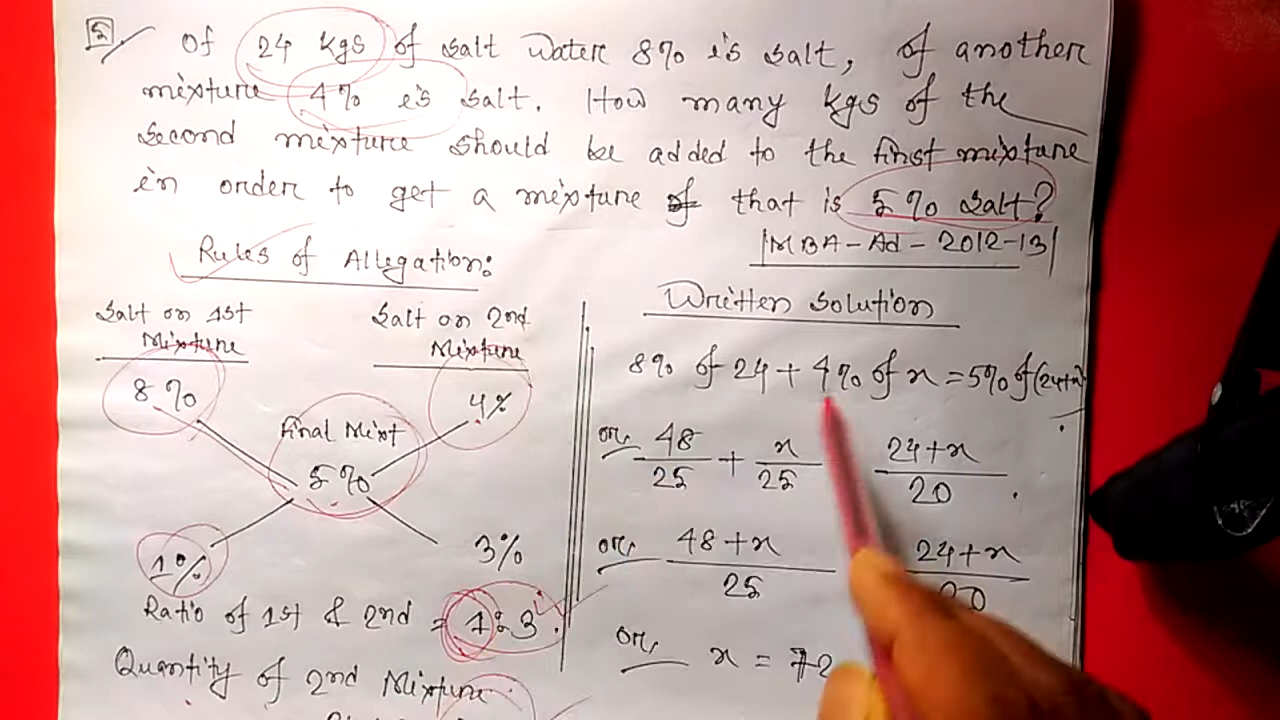 5/ Of 24 kgs of salt water 8% is salt, of another
mixture 4% is salt. How many kgs of the
second mixture should be added to the first mixture
in order to get a mixture of that is 5% salt?
|MBA-Ad-2012-13|
Rules of Allegation:
Salt on 1st
Mixture
Salt on 2nd
Mixture
8%
4%
Final Mixt
5%
1%
3%
Ratio of 1st & 2nd = 1:3.
Quantity of 2nd Mixture
Written Solution
8% of 24 + 4% of x = 5% of (24+x)
or, 48/25 + x/25 24+x/20.
or, 48+x/25 24+x/20
or, x = 72